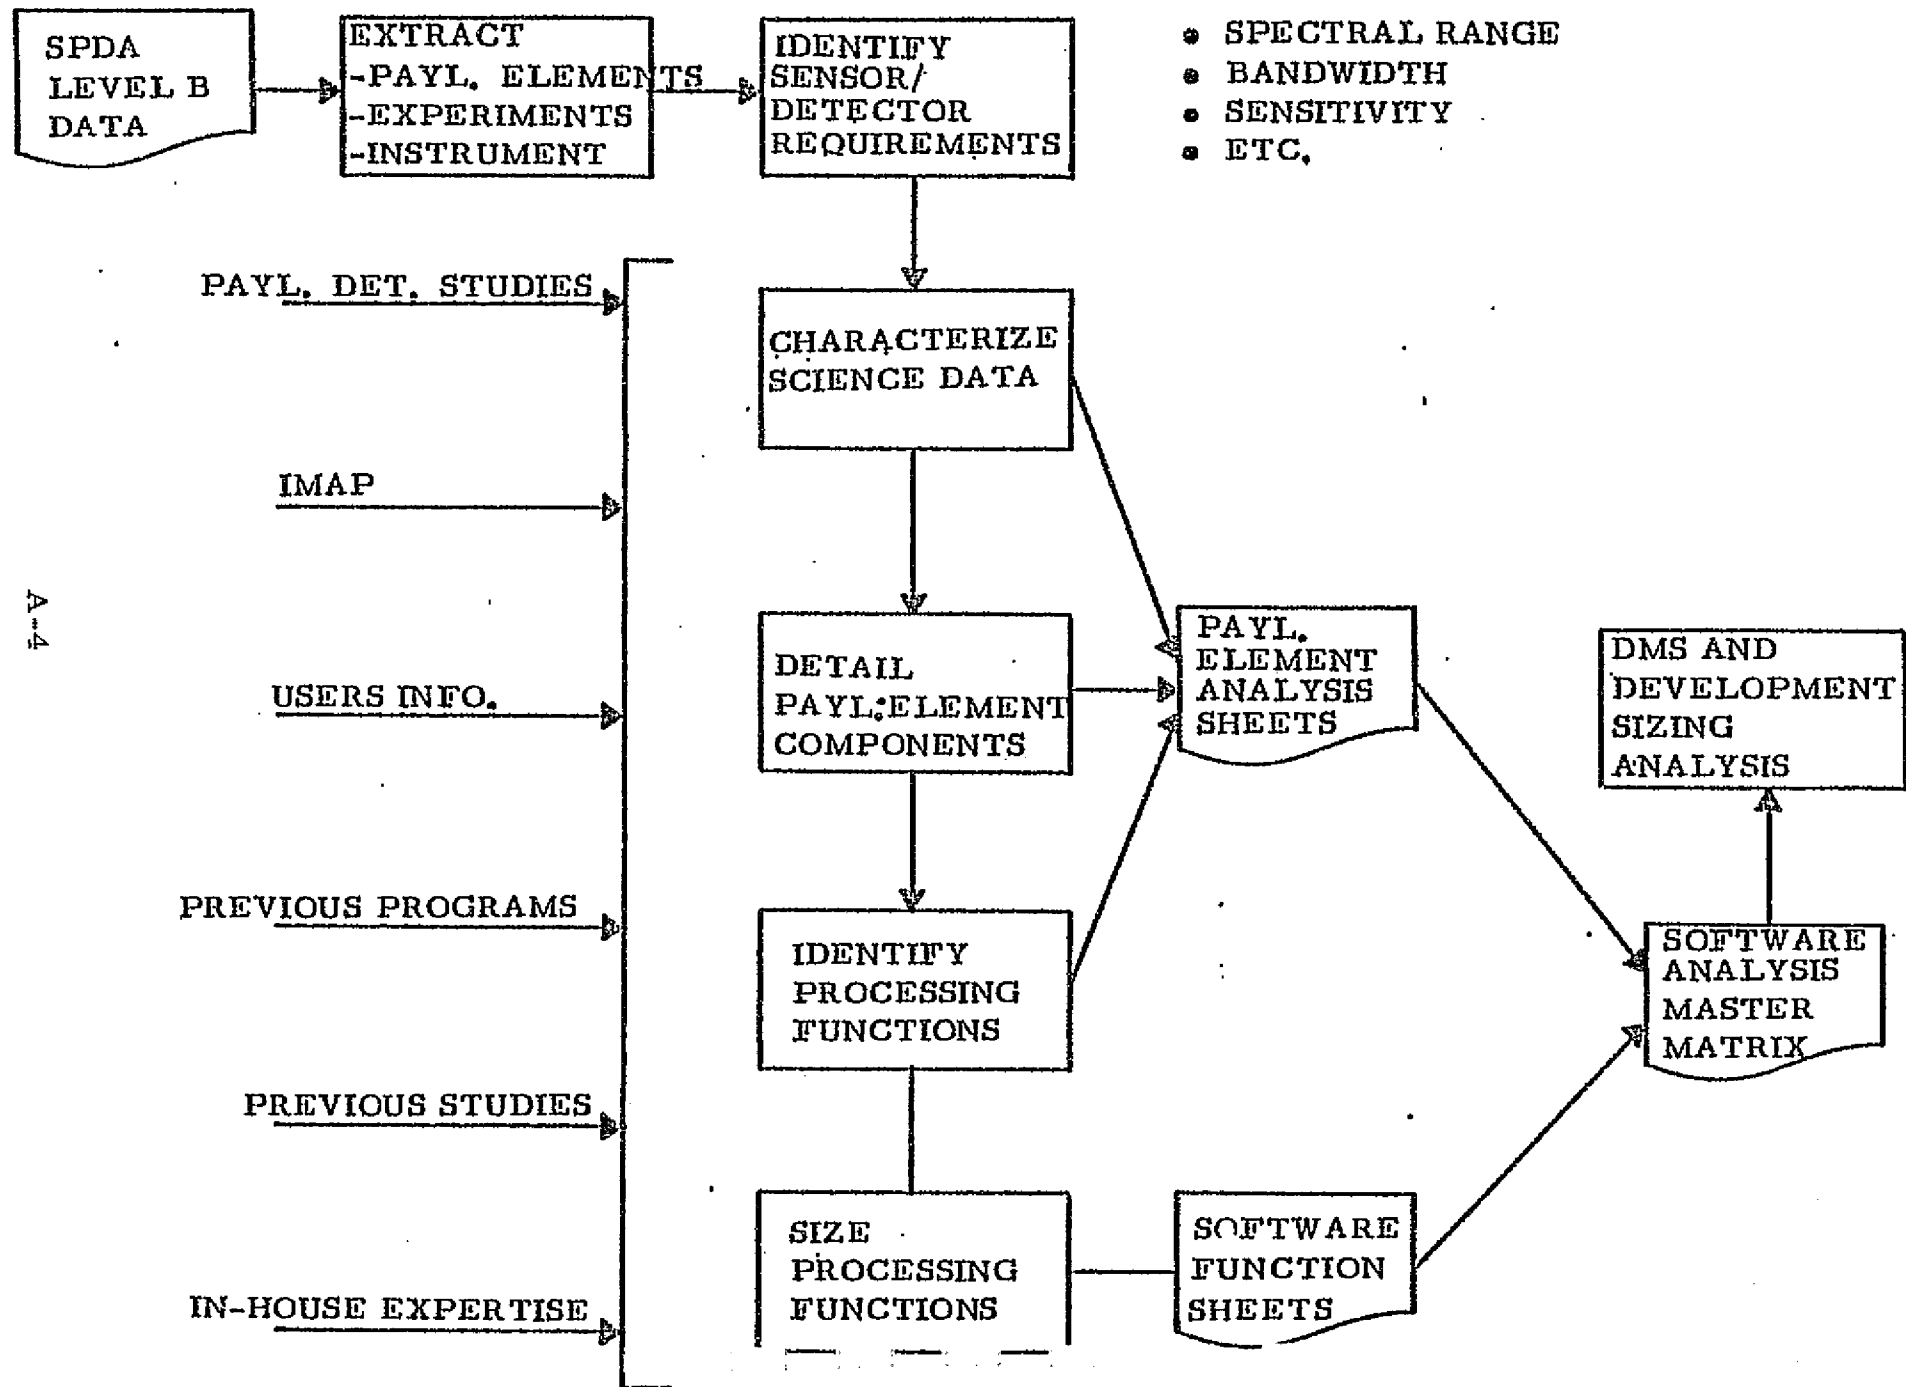 SPDA
LEVEL B
DATA
EXTRACT
-PAYL. ELEMENTS
-EXPERIMENTS
-INSTRUMENT
IDENTIFY
SENSOR/
DETECTOR
REQUIREMENTS
• SPECTRAL RANGE
• BANDWIDTH
• SENSITIVITY
• ETC.
PAYL. DET. STUDIES
IMAP
USERS INFO.
PREVIOUS PROGRAMS
PREVIOUS STUDIES
IN-HOUSE EXPERTISE
CHARACTERIZE
SCIENCE DATA
DETAIL
PAYL. ELEMENT
COMPONENTS
IDENTIFY
PROCESSING
FUNCTIONS
SIZE
PROCESSING
FUNCTIONS
PAYL.
ELEMENT
ANALYSIS
SHEETS
SOFTWARE
FUNCTION
SHEETS
DMS AND
DEVELOPMENT
SIZING
ANALYSIS
SOFTWARE
ANALYSIS
MASTER
MATRIX
A-4